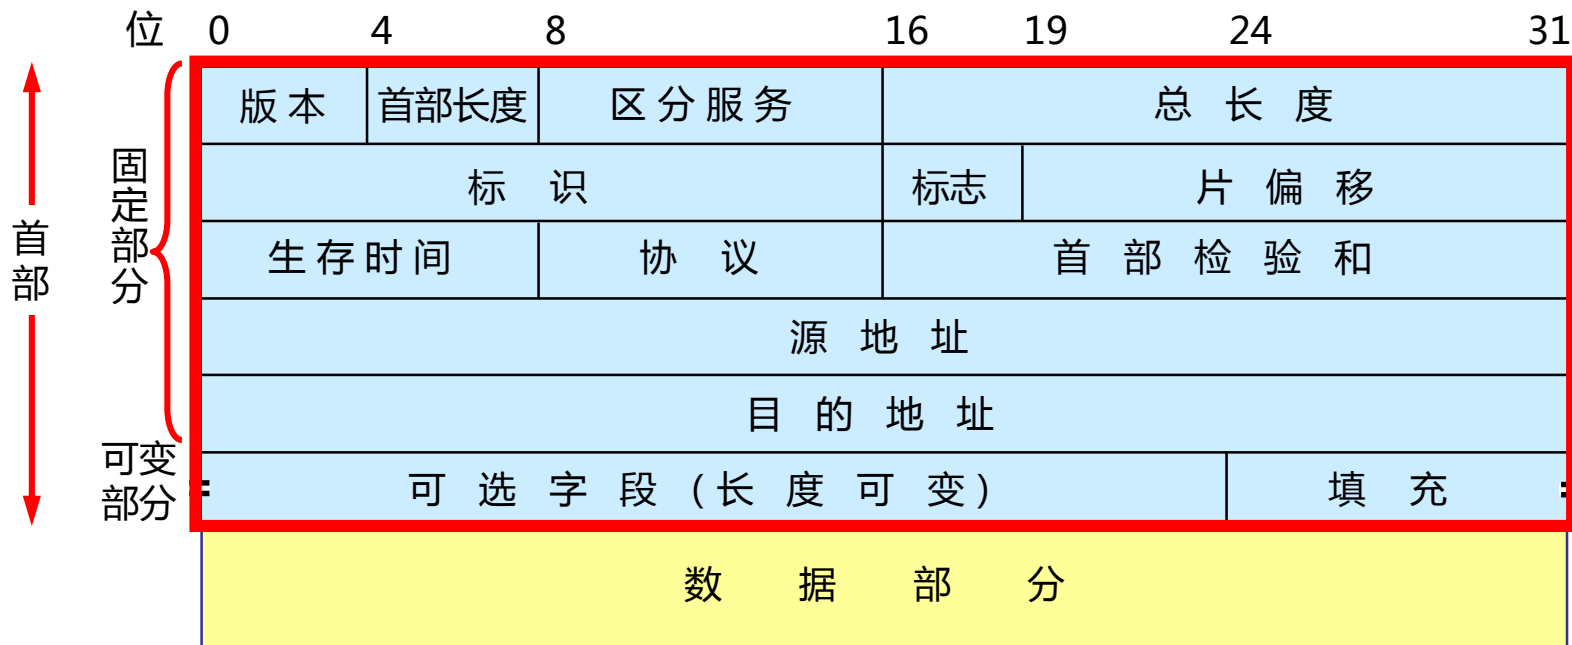 位 0 4 8 16 19 24 31
版本 首部长度 区分服务 总长度
标识 标志 片偏移
生存时间 协议 首部检验和
源地址
目的地址
可选字段(长度可变) 填充
数据部分
首部
固定部分
可变
部分